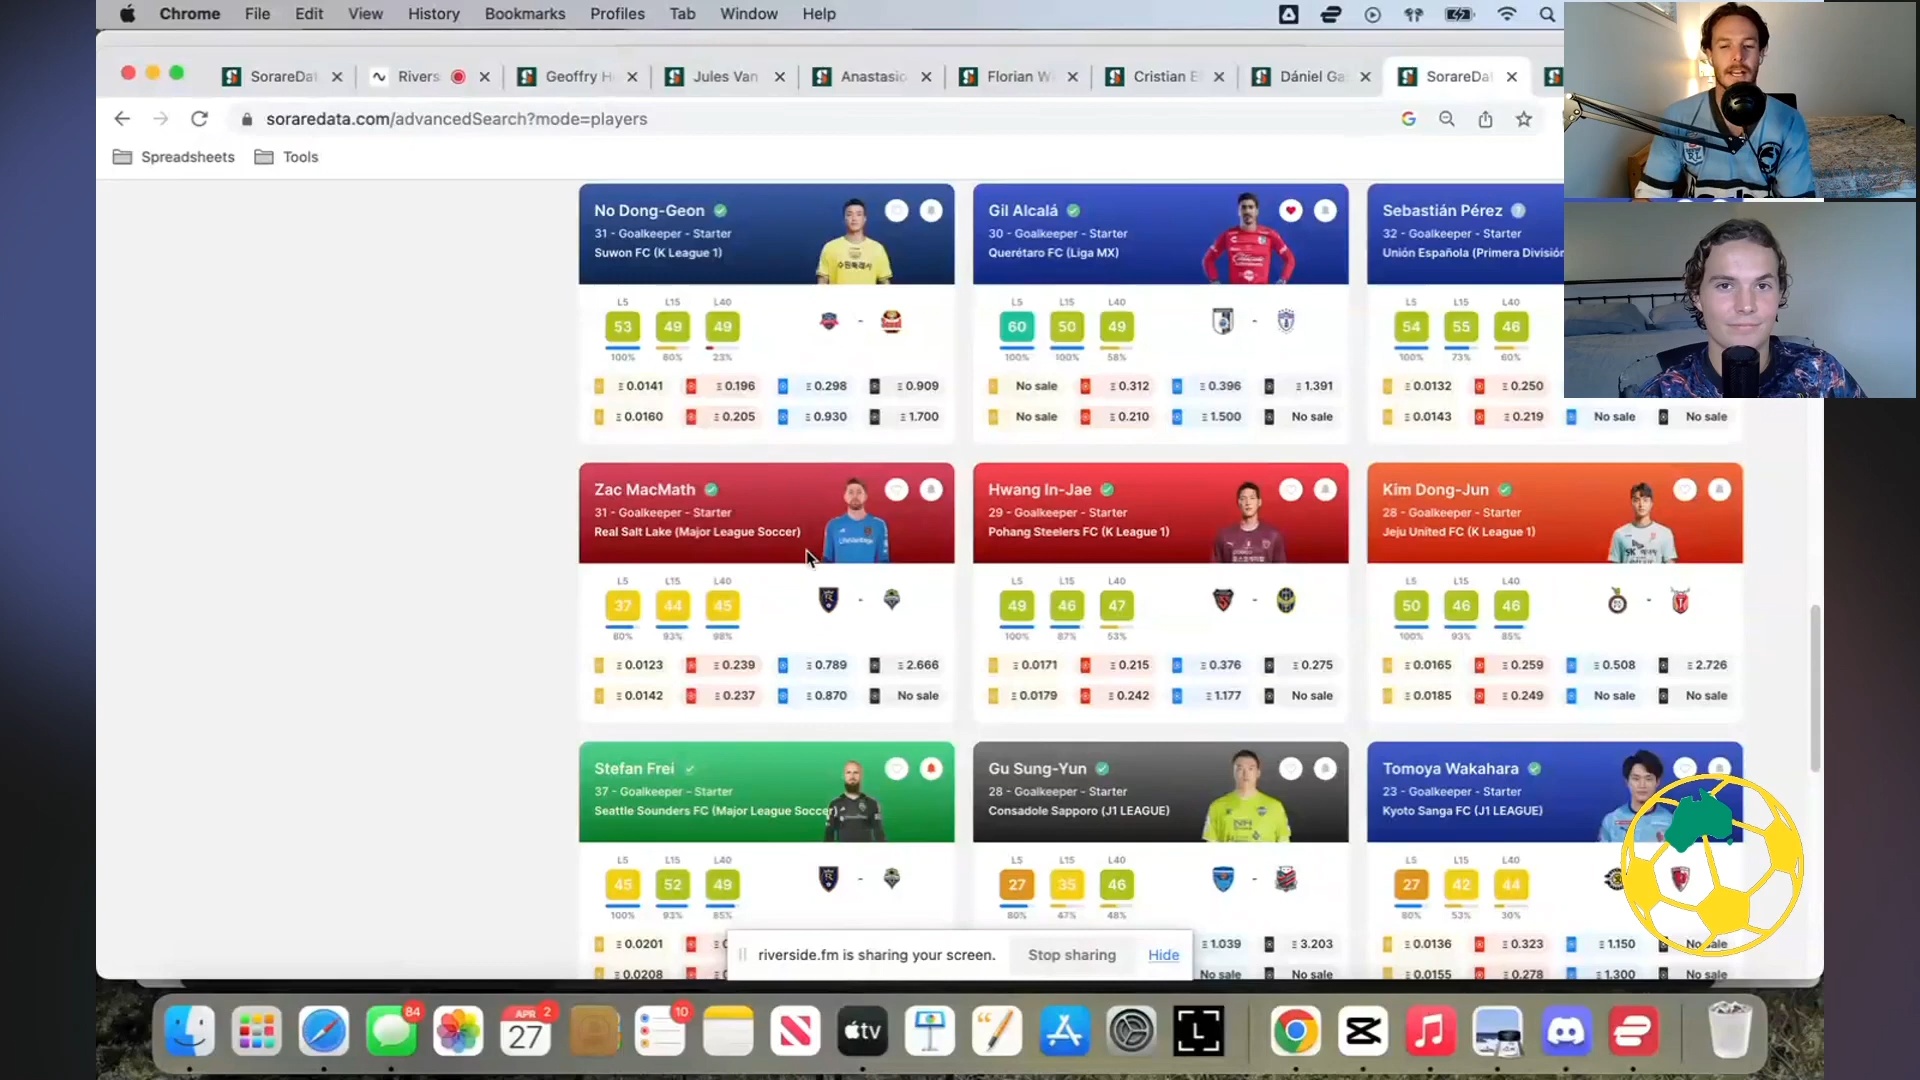 Chrome File Edit View History Bookmarks Profiles Tab Window Help
SorareDat Rivers Geoffry H Jules Van Anastasio Florian W Cristian E Dániel Ga SorareDat
soraredata.com/advancedSearch?mode=players
Spreadsheets Tools
No Dong-Geon
31 - Goalkeeper - Starter
Suwon FC (K League 1)
L5 L15 L40
53 49 49
100% 80% 23%
Ξ 0.0141 Ξ 0.196 Ξ 0.298 Ξ 0.909
Ξ 0.0160 Ξ 0.205 Ξ 0.930 Ξ 1.700
Gil Alcalá
30 - Goalkeeper - Starter
Querétaro FC (Liga MX)
L5 L15 L40
60 50 49
100% 100% 58%
No sale Ξ 0.312 Ξ 0.396 Ξ 1.391
No sale Ξ 0.210 Ξ 1.500 No sale
Sebastián Pérez
32 - Goalkeeper - Starter
Unión Española (Primera División
L5 L15 L40
54 55 46
100% 73% 60%
Ξ 0.0132 Ξ 0.250
Ξ 0.0143 Ξ 0.219 No sale No sale
Zac MacMath
31 - Goalkeeper - Starter
Real Salt Lake (Major League Soccer)
L5 L15 L40
37 44 45
80% 93% 98%
Ξ 0.0123 Ξ 0.239 Ξ 0.789 Ξ 2.666
Ξ 0.0142 Ξ 0.237 Ξ 0.870 No sale
Hwang In-Jae
29 - Goalkeeper - Starter
Pohang Steelers FC (K League 1)
L5 L15 L40
49 46 47
100% 87% 53%
Ξ 0.0171 Ξ 0.215 Ξ 0.376 Ξ 0.275
Ξ 0.0179 Ξ 0.242 Ξ 1.177 No sale
Kim Dong-Jun
28 - Goalkeeper - Starter
Jeju United FC (K League 1)
L5 L15 L40
50 46 46
100% 93% 85%
Ξ 0.0165 Ξ 0.259 Ξ 0.508 Ξ 2.726
Ξ 0.0185 Ξ 0.249 No sale No sale
Stefan Frei
37 - Goalkeeper - Starter
Seattle Sounders FC (Major League Soccer)
L5 L15 L40
45 52 49
100% 93% 85%
Ξ 0.0201
Ξ 0.0208
Gu Sung-Yun
28 - Goalkeeper - Starter
Consadole Sapporo (J1 LEAGUE)
L5 L15 L40
27 35 46
80% 47% 48%
Ξ 1.039 Ξ 3.203
No sale No sale
Tomoya Wakahara
23 - Goalkeeper - Starter
Kyoto Sanga FC (J1 LEAGUE)
L5 L15 L40
27 42 44
80% 53% 30%
Ξ 0.0136 Ξ 0.323 Ξ 1.150 No sale
Ξ 0.0155 Ξ 0.278 Ξ 1.300 No sale
riverside.fm is sharing your screen. Stop sharing Hide
84
APR 2
27
10
tv